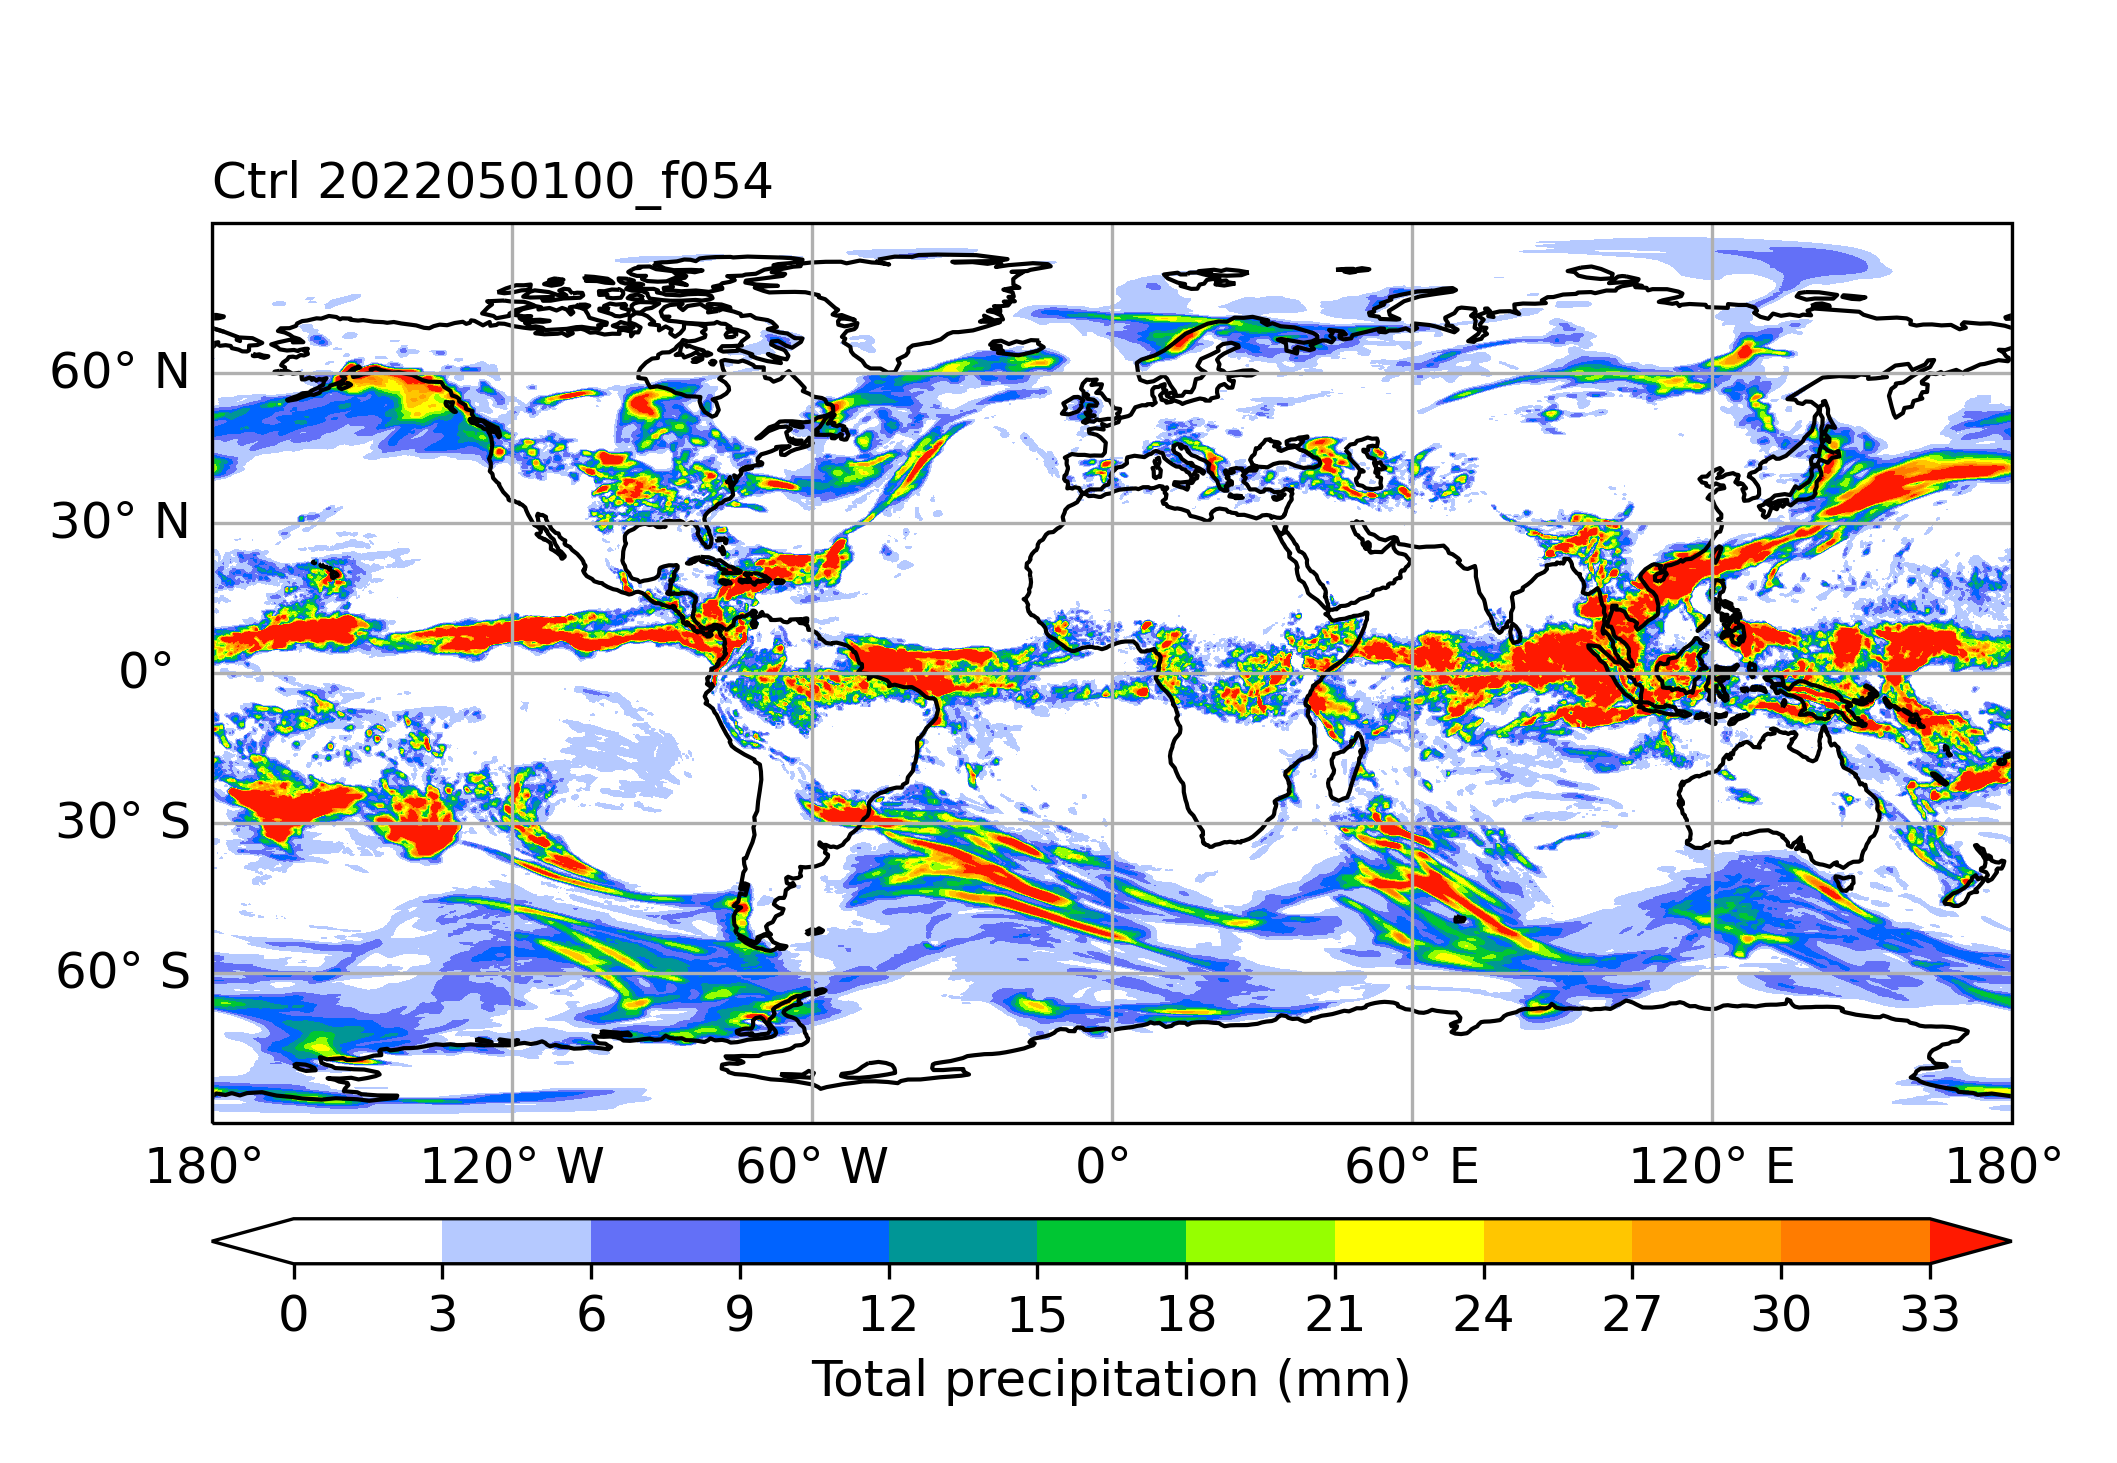 Ctrl 2022050100_f054
60° N
30° N
0°
30° S
60° S
180° 120° W 60° W 0° 60° E 120° E 180°
0 3 6 9 12 15 18 21 24 27 30 33
Total precipitation (mm)